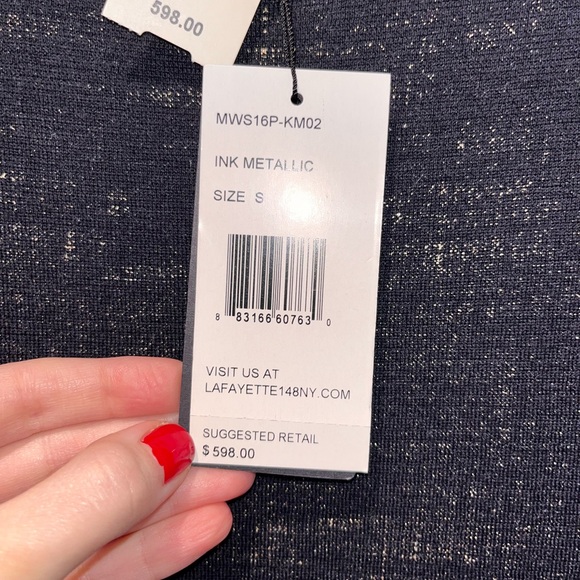 598.00
MWS16P-KM02
INK METALLIC
SIZE S
8 83166 60763 0
VISIT US AT
LAFAYETTE148NY.COM
SUGGESTED RETAIL
$ 598.00